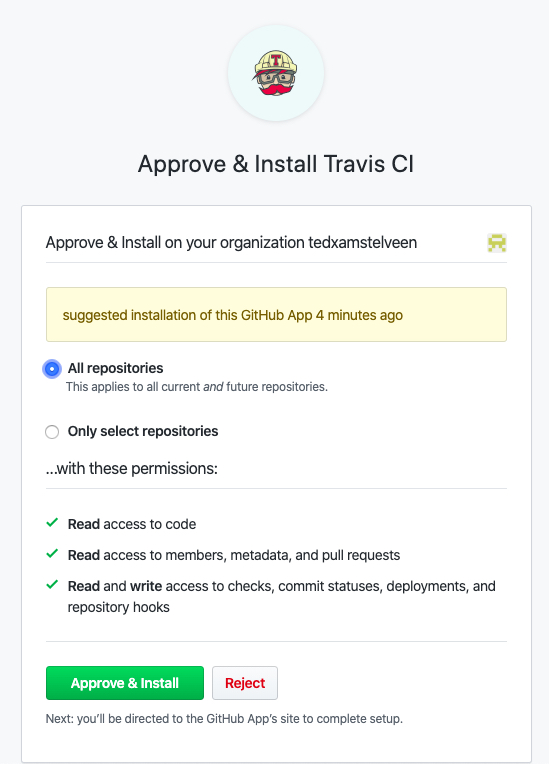 T
Approve & Install Travis CI
Approve & Install on your organization tedxamstelveen
suggested installation of this GitHub App 4 minutes ago
All repositories
This applies to all current and future repositories.
Only select repositories
...with these permissions:
Read access to code
Read access to members, metadata, and pull requests
Read and write access to checks, commit statuses, deployments, and
repository hooks
Approve & Install
Reject
Next: you'll be directed to the GitHub App's site to complete setup.